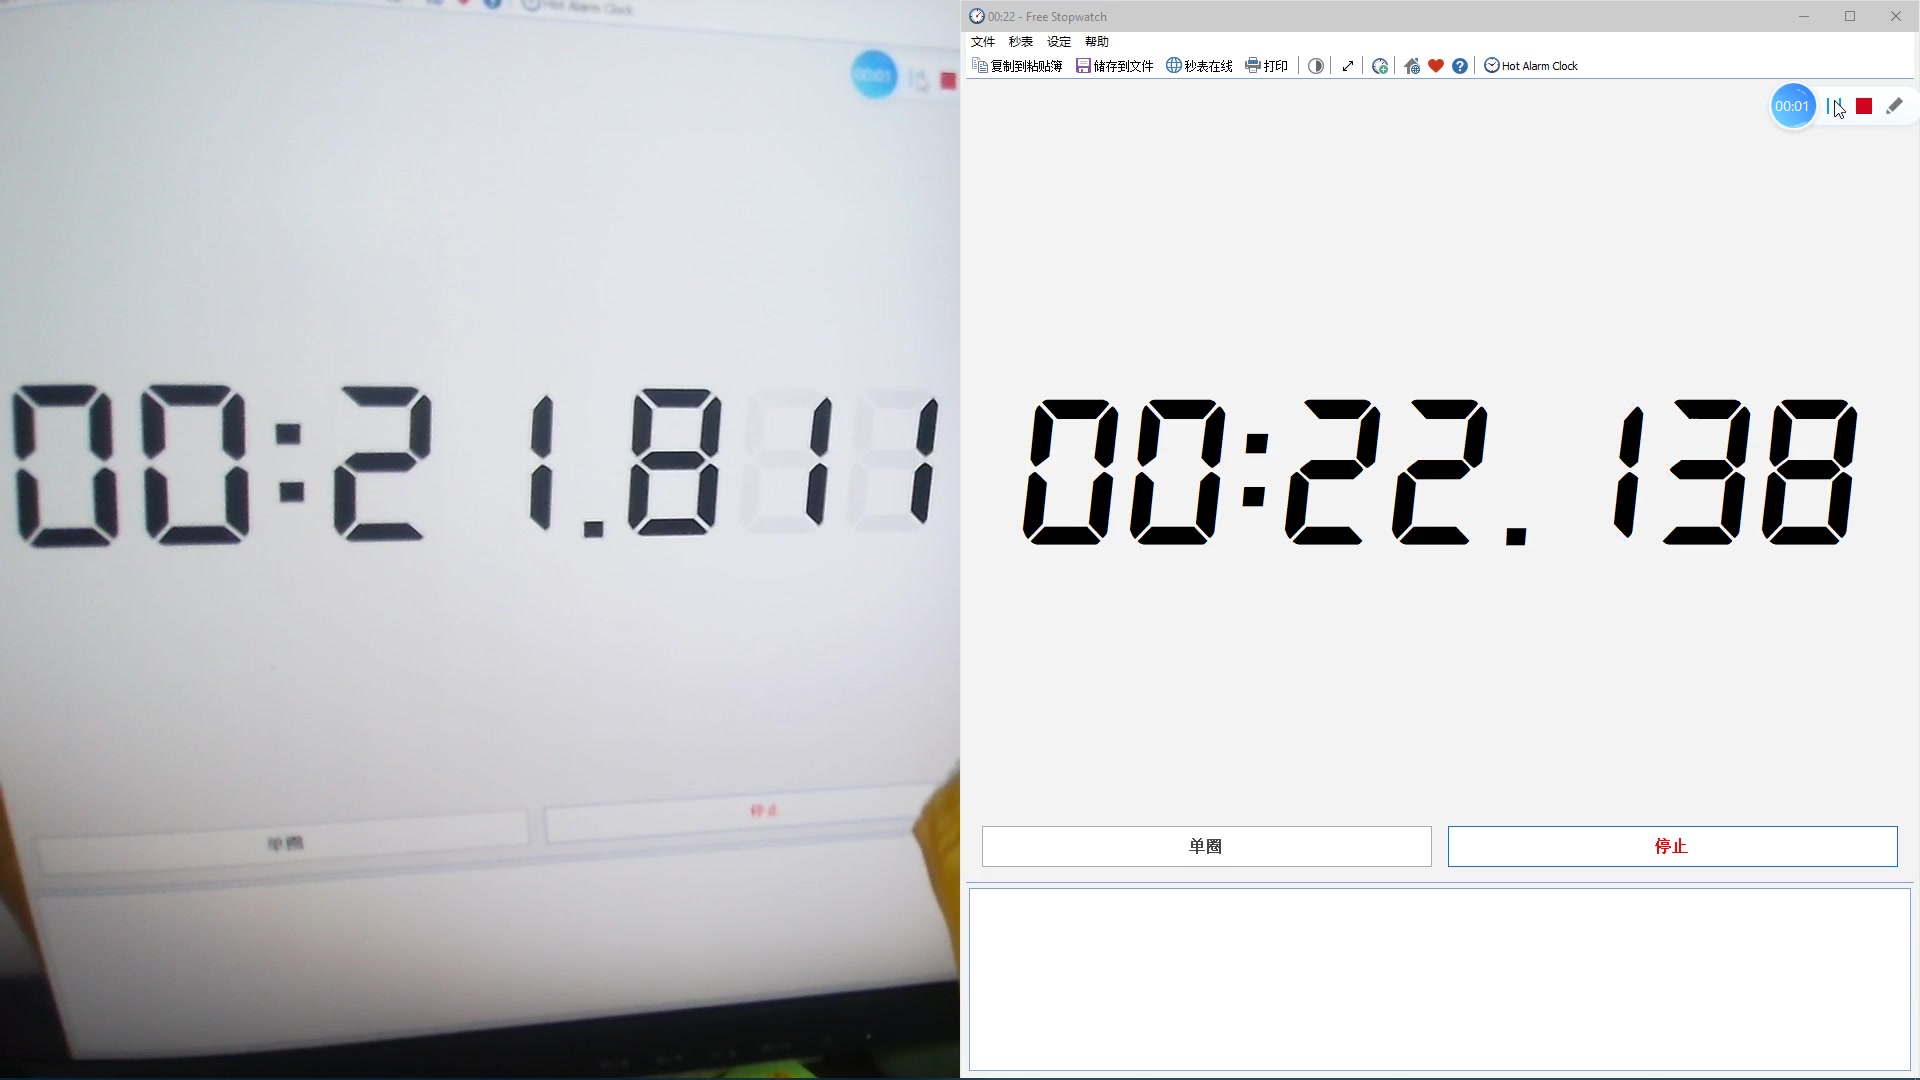 Hot Alarm Clock
00:01
00:21.811
单圈
停止
00:22 - Free Stopwatch
文件 秒表 设定 帮助
复制到粘贴簿 储存到文件 秒表在线 打印 Hot Alarm Clock
00:01
00:22.138
单圈 停止